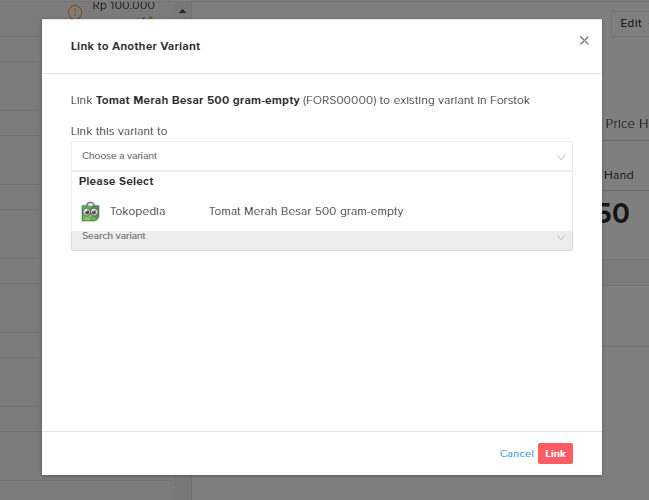 Rp 100.000
Edit
Link to Another Variant
Link Tomat Merah Besar 500 gram-empty (FORS00000) to existing variant in Forstok
Price H
Link this variant to
Choose a variant
Hand
Please Select
Tokopedia Tomat Merah Besar 500 gram-empty
50
Search variant
Cancel Link